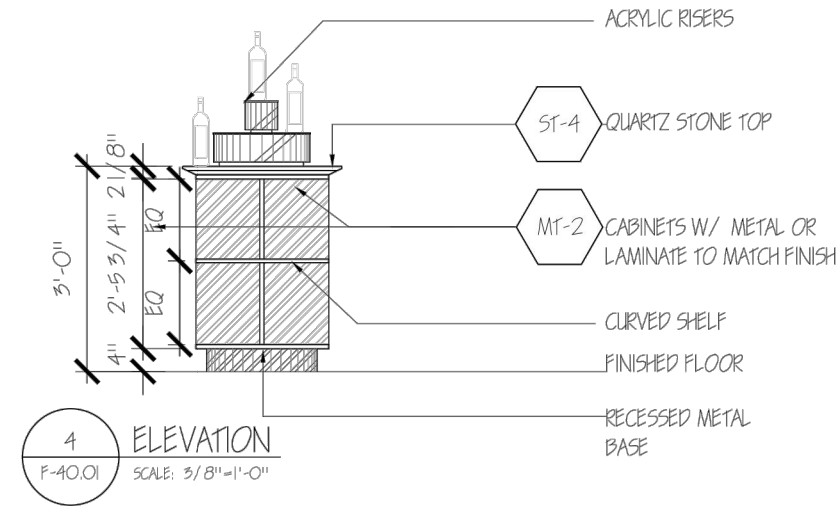 ACRYLIC RISERS
ST-4
QUARTZ STONE TOP
MT-2
CABINETS W/ METAL OR
LAMINATE TO MATCH FINISH
CURVED SHELF
FINISHED FLOOR
RECESSED METAL
BASE
3'-0"
2 1/8"
2'-5 3/4"
4"
EQ
EQ
4
F-40.01
ELEVATION
SCALE: 3/8"=1'-0"